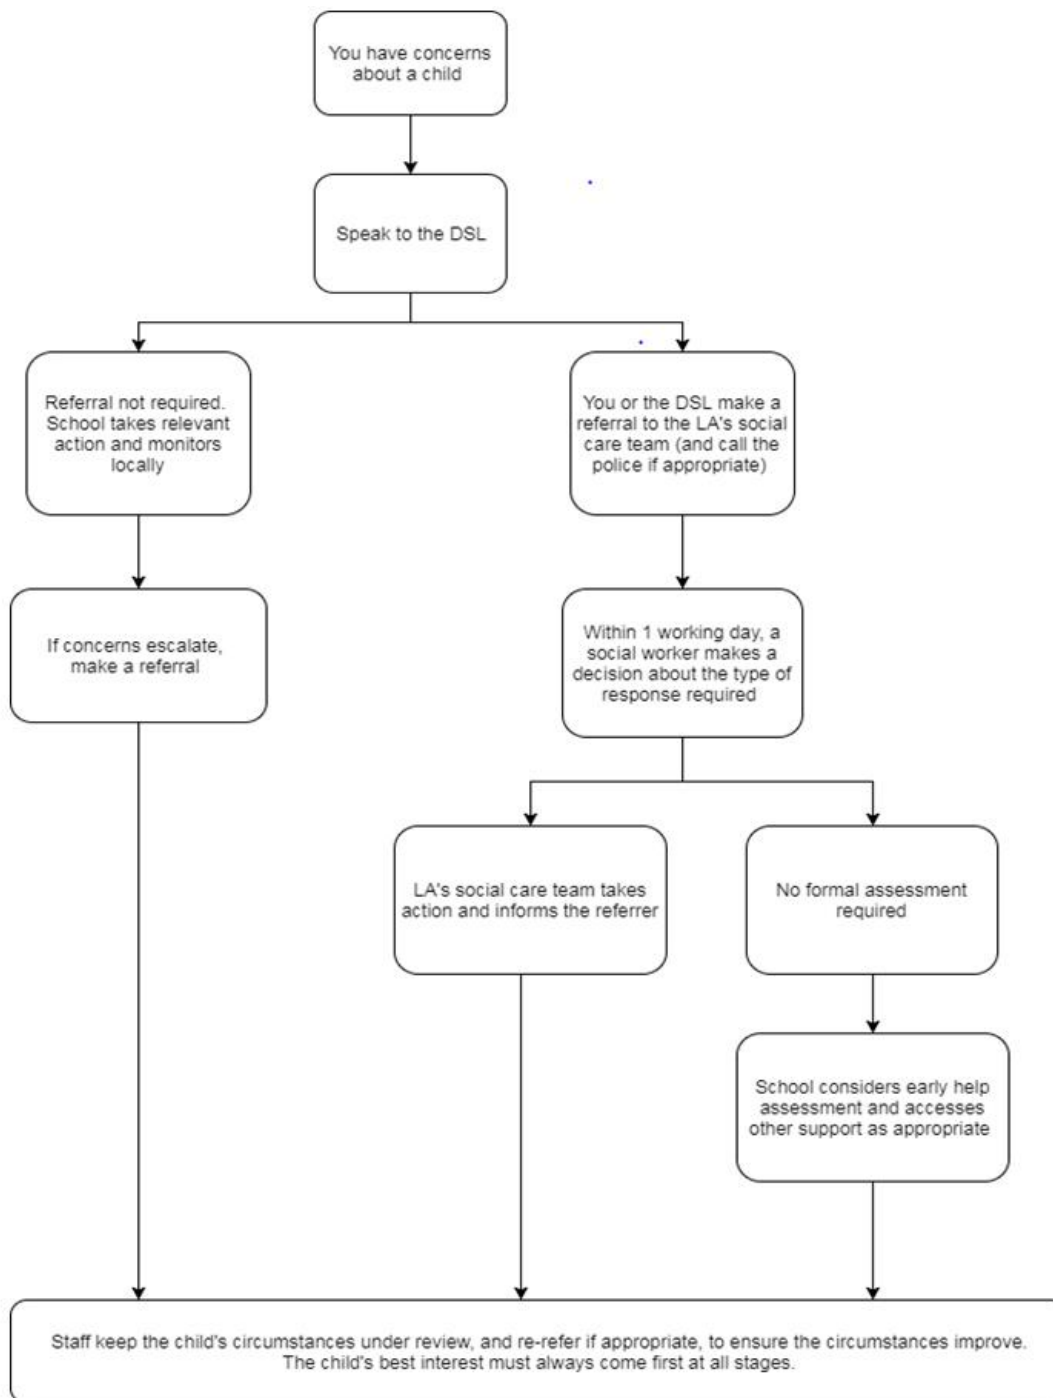 You have concerns
about a child
Speak to the DSL
Referral not required.
School takes relevant
action and monitors
locally
You or the DSL make a
referral to the LA's social
care team (and call the
police if appropriate)
If concerns escalate,
make a referral
Within 1 working day, a
social worker makes a
decision about the type of
response required
LA's social care team takes
action and informs the referrer
No formal assessment
required
School considers early help
assessment and accesses
other support as appropriate
Staff keep the child's circumstances under review, and re-refer if appropriate, to ensure the circumstances improve.
The child's best interest must always come first at all stages.